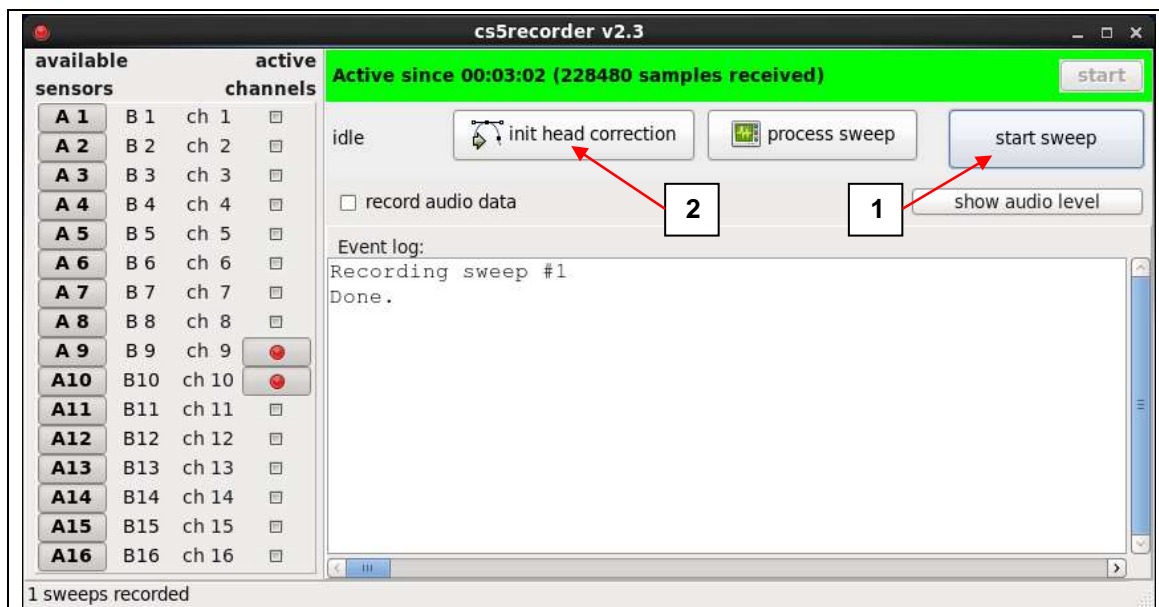 cs5recorder v2.3
available active
sensors channels
A 1 B 1 ch 1
A 2 B 2 ch 2
A 3 B 3 ch 3
A 4 B 4 ch 4
A 5 B 5 ch 5
A 6 B 6 ch 6
A 7 B 7 ch 7
A 8 B 8 ch 8
A 9 B 9 ch 9
A10 B10 ch 10
A11 B11 ch 11
A12 B12 ch 12
A13 B13 ch 13
A14 B14 ch 14
A15 B15 ch 15
A16 B16 ch 16
Active since 00:03:02 (228480 samples received) start
idle init head correction process sweep start sweep
2 1
record audio data show audio level
Event log:
Recording sweep #1
Done.
1 sweeps recorded